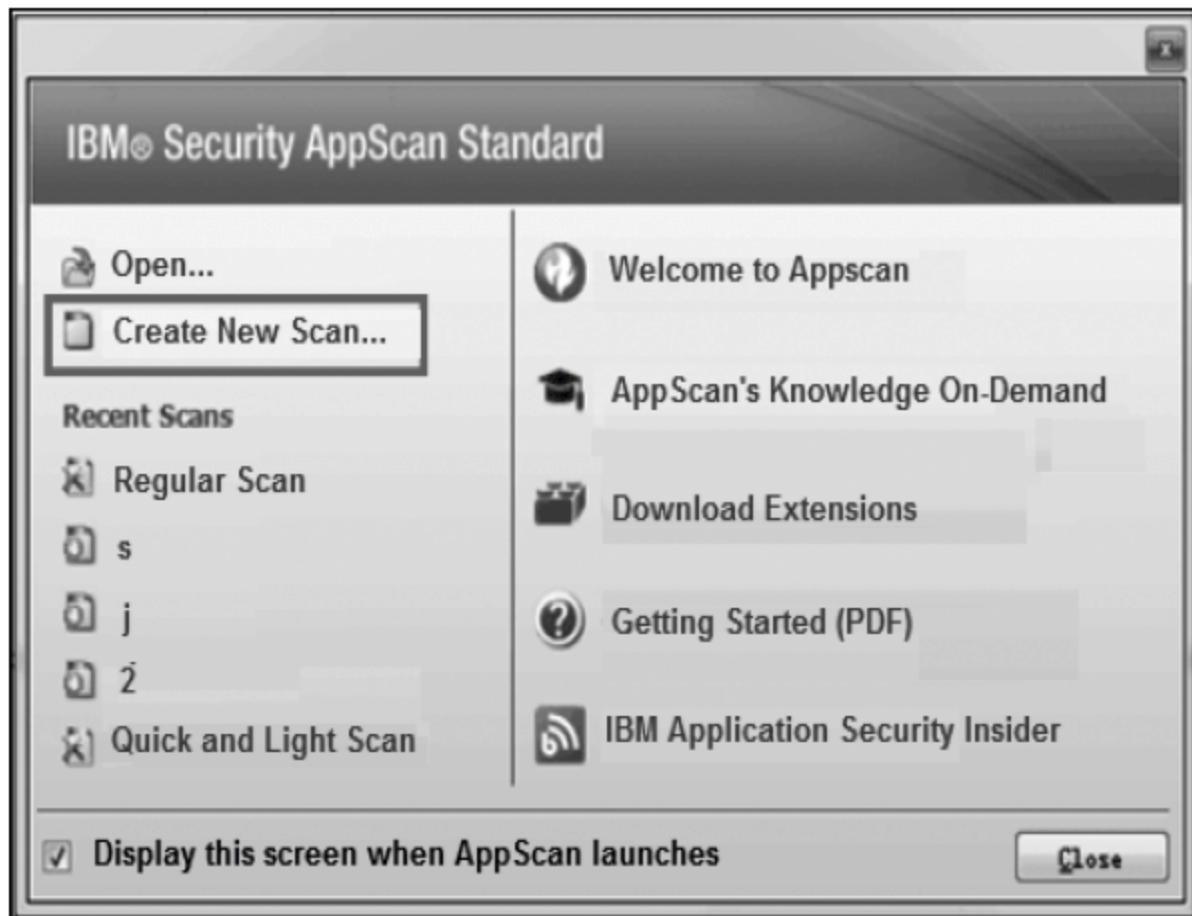 IBM® Security AppScan Standard
Open...
Create New Scan...
Recent Scans
Regular Scan
s
j
2
Quick and Light Scan
Welcome to Appscan
AppScan's Knowledge On-Demand
Download Extensions
Getting Started (PDF)
IBM Application Security Insider
Display this screen when AppScan launches
Close